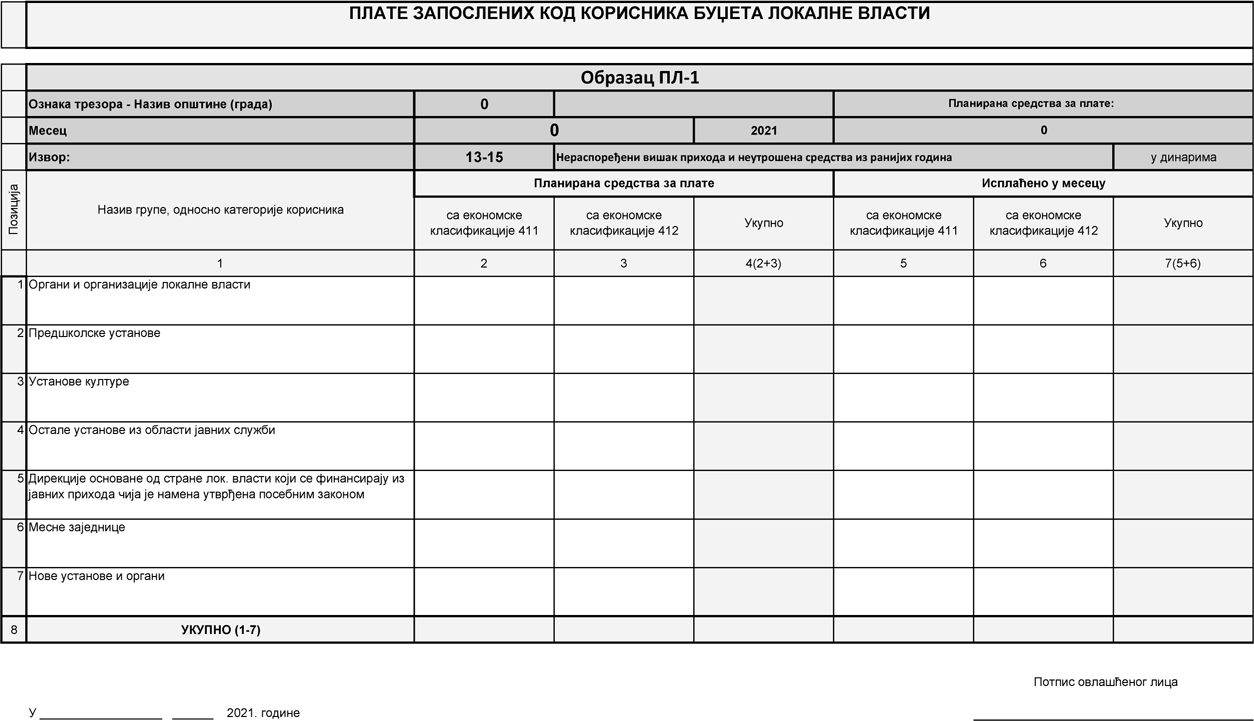 ПЛАТЕ ЗАПОСЛЕНИХ КОД КОРИСНИКА БУЏЕТА ЛОКАЛНЕ ВЛАСТИ
Образац ПЛ-1
Ознака трезора - Назив општине (града) 0 Планирана средства за плате:
Месец 0 2021 0
Извор: 13-15 Нераспоређени вишак прихода и неутрошена средства из ранијих година у динарима
Позиција
Назив групе, односно категорије корисника
Планирана средства за плате Исплаћено у месецу
са економске са економске Укупно са економске са економске Укупно
класификације 411 класификације 412 класификације 411 класификације 412
1 2 3 4(2+3) 5 6 7(5+6)
1 Органи и организације локалне власти
2 Предшколске установе
3 Установе културе
4 Остале установе из области јавних служби
5 Дирекције основане од стране лок. власти који се финансирају из
јавних прихода чија је намена утврђена посебним законом
6 Месне заједнице
7 Нове установе и органи
8 УКУПНО (1-7)
Потпис овлашћеног лица
У __________________ ______ 2021. године